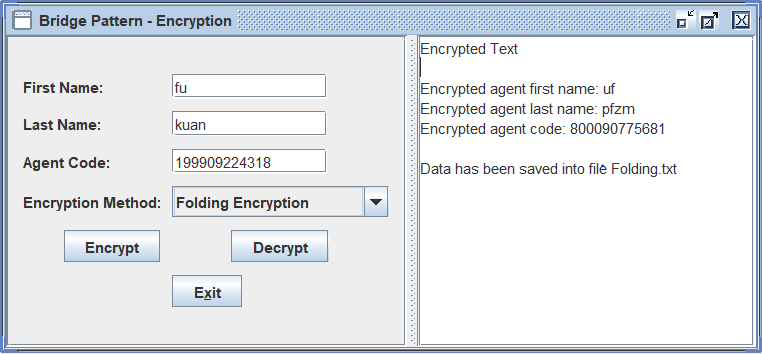 Bridge Pattern - Encryption
First Name: fu
Last Name: kuan
Agent Code: 199909224318
Encryption Method: Folding Encryption
Encrypt Decrypt
Exit
Encrypted Text
Encrypted agent first name: uf
Encrypted agent last name: pfzm
Encrypted agent code: 800090775681
Data has been saved into file Folding.txt